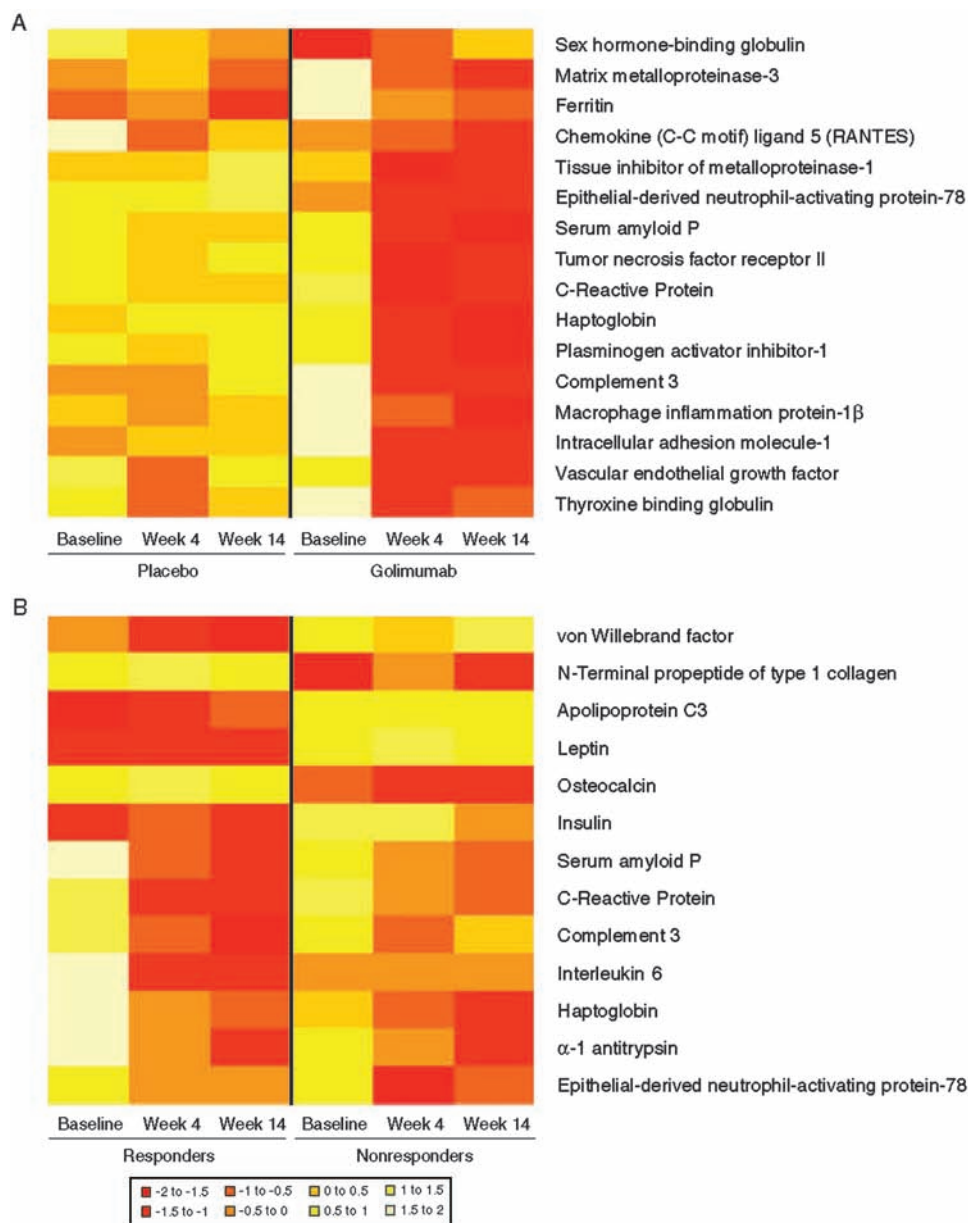 A
Sex hormone-binding globulin
Matrix metalloproteinase-3
Ferritin
Chemokine (C-C motif) ligand 5 (RANTES)
Tissue inhibitor of metalloproteinase-1
Epithelial-derived neutrophil-activating protein-78
Serum amyloid P
Tumor necrosis factor receptor II
C-Reactive Protein
Haptoglobin
Plasminogen activator inhibitor-1
Complement 3
Macrophage inflammation protein-1β
Intracellular adhesion molecule-1
Vascular endothelial growth factor
Thyroxine binding globulin
Baseline Week 4 Week 14 Baseline Week 4 Week 14
Placebo Golimumab
B
von Willebrand factor
N-Terminal propeptide of type 1 collagen
Apolipoprotein C3
Leptin
Osteocalcin
Insulin
Serum amyloid P
C-Reactive Protein
Complement 3
Interleukin 6
Haptoglobin
α-1 antitrypsin
Epithelial-derived neutrophil-activating protein-78
Baseline Week 4 Week 14 Baseline Week 4 Week 14
Responders Nonresponders
-2 to -1.5 -1 to -0.5 0 to 0.5 1 to 1.5
-1.5 to -1 -0.5 to 0 0.5 to 1 1.5 to 2